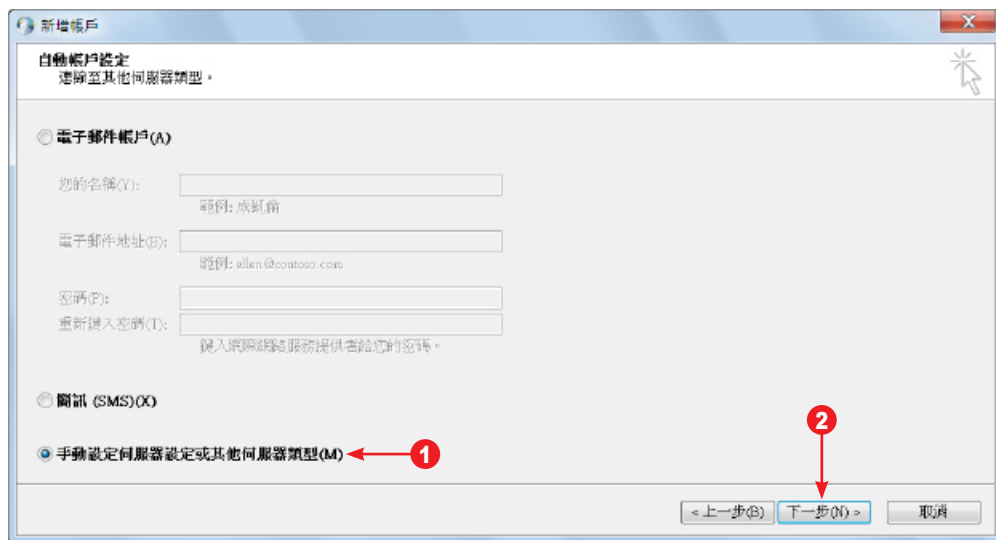 新增帳戶
自動帳戶設定
連線至其他伺服器類型。
電子郵件帳戶(A)
您的名稱(Y):
範例: 成凱倫
電子郵件地址(E):
範例: ellen@contoso.com
密碼(P):
重新鍵入密碼(T):
鍵入網際網路服務提供者給您的密碼。
簡訊 (SMS)(X)
手動設定伺服器設定或其他伺服器類型(M)
1
2
< 上一步(B)
下一步(N) >
取消